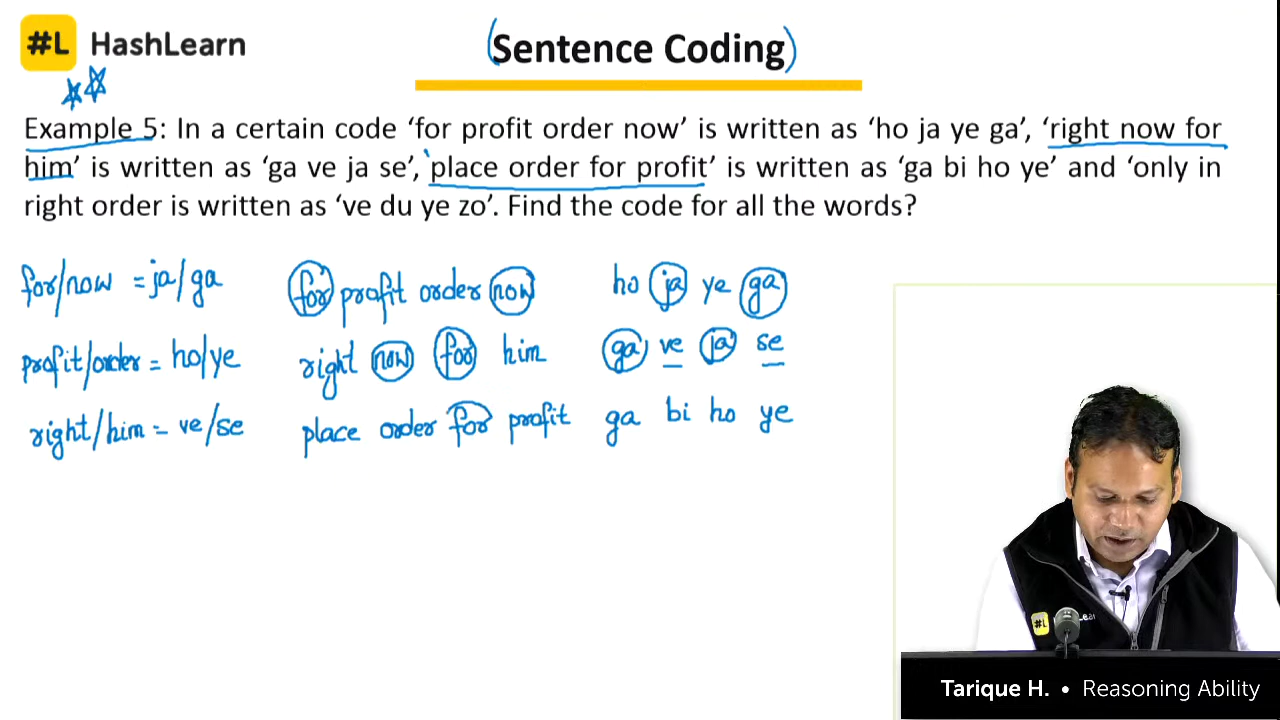 #L HashLearn
(Sentence Coding)
Example 5: In a certain code ‘for profit order now’ is written as ‘ho ja ye ga’, ‘right now for
him’ is written as ‘ga ve ja se’, ‘place order for profit’ is written as ‘ga bi ho ye’ and ‘only in
right order is written as ‘ve du ye zo’. Find the code for all the words?
for/now = ja/ga for profit order now ho ja ye ga
profit/order = ho/ye right now for him ga ve ja se
right/him = ve/se place order for profit ga bi ho ye
#L
Tarique H. • Reasoning Ability